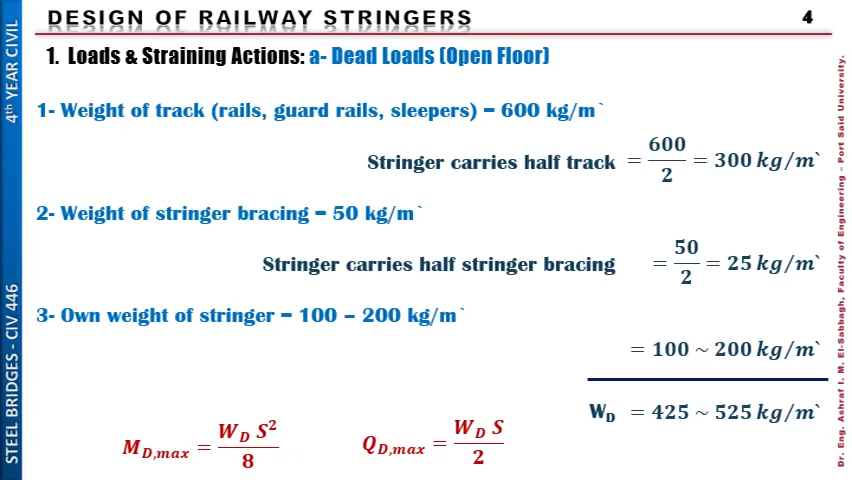 DESIGN OF RAILWAY STRINGERS
4
1. Loads & Straining Actions: a- Dead Loads (Open Floor)
1- Weight of track (rails, guard rails, sleepers) = 600 kg/m`
Stringer carries half track = 600/2 = 300 kg/m`
2- Weight of stringer bracing = 50 kg/m`
Stringer carries half stringer bracing = 50/2 = 25 kg/m`
3- Own weight of stringer = 100 – 200 kg/m`
= 100 ~ 200 kg/m`
W_D = 425 ~ 525 kg/m`
M_D,max = W_D S²/8
Q_D,max = W_D S/2
STEEL BRIDGES - CIV 446
4th YEAR CIVIL
Dr. Eng. Ashraf I. M. El-Sabbagh, Faculty of Engineering – Port Said University.